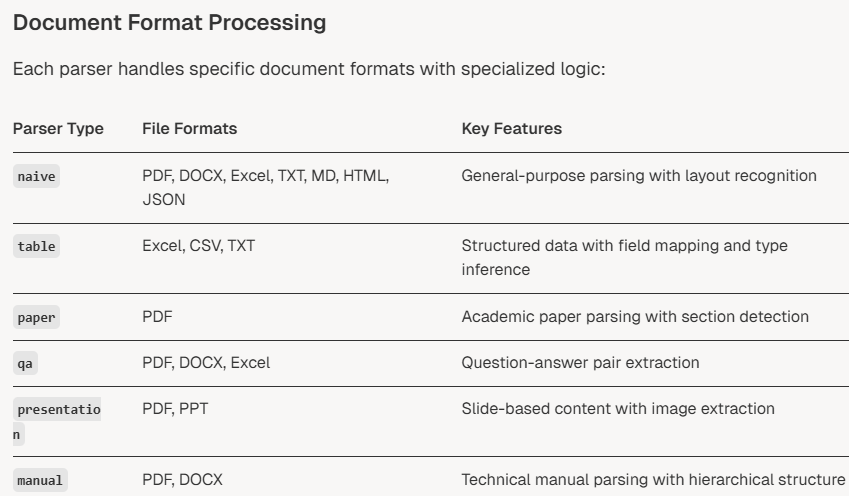 Document Format Processing
Each parser handles specific document formats with specialized logic:
Parser Type File Formats Key Features
naive PDF, DOCX, Excel, TXT, MD, HTML, General-purpose parsing with layout recognition
JSON
table Excel, CSV, TXT Structured data with field mapping and type
inference
paper PDF Academic paper parsing with section detection
qa PDF, DOCX, Excel Question-answer pair extraction
presentatio PDF, PPT Slide-based content with image extraction
n
manual PDF, DOCX Technical manual parsing with hierarchical structure